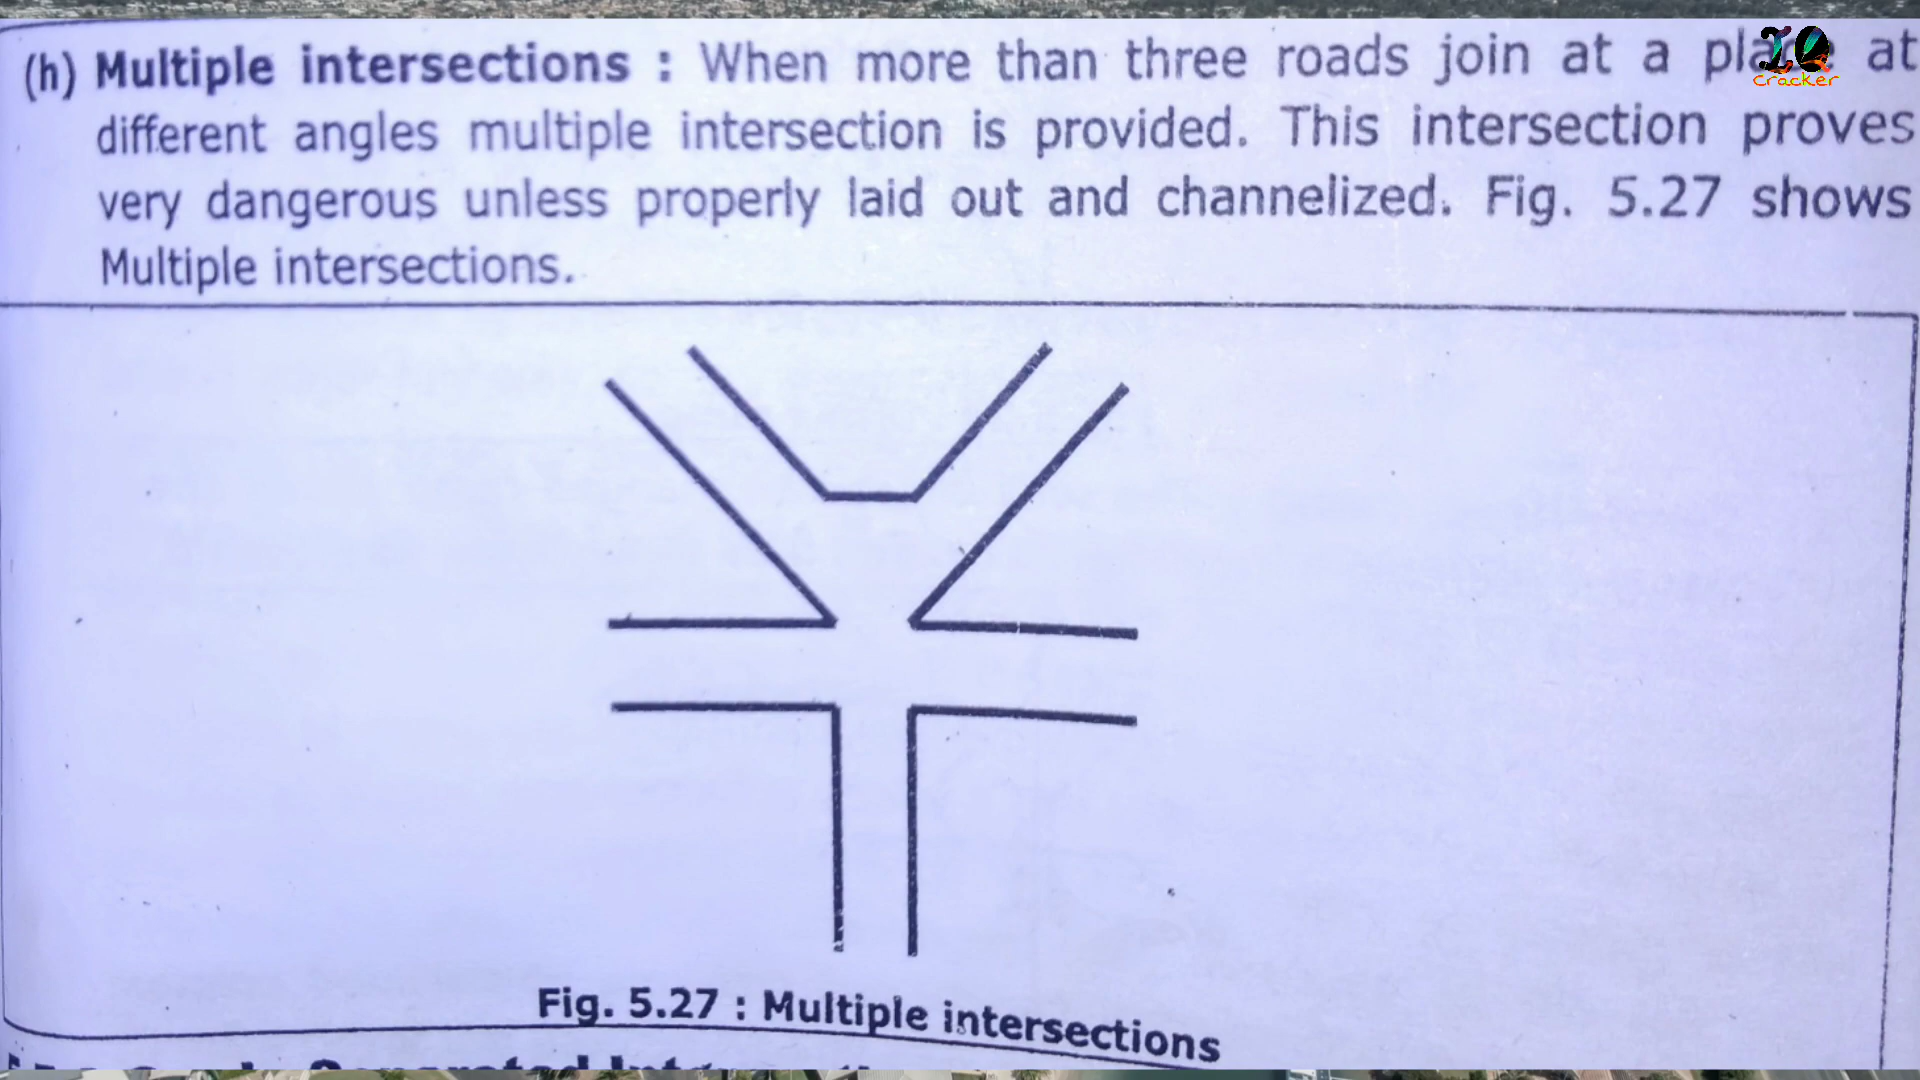 (h) Multiple intersections : When more than three roads join at a place at
different angles multiple intersection is provided. This intersection proves
very dangerous unless properly laid out and channelized. Fig. 5.27 shows
Multiple intersections.
IQ
Cracker
Fig. 5.27 : Multiple intersections